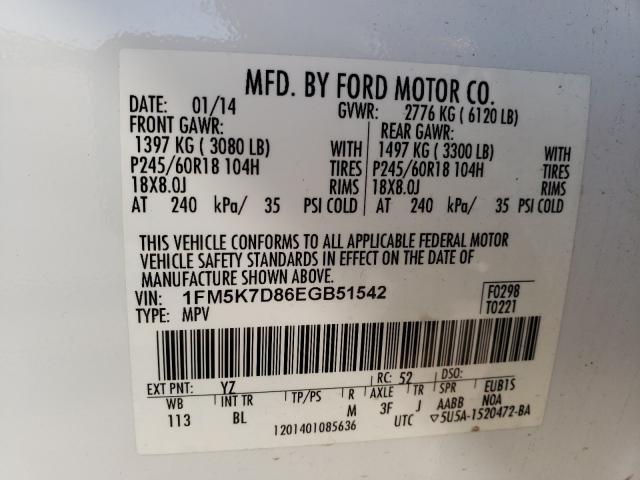 MFD. BY FORD MOTOR CO.
DATE: 01/14 GVWR: 2776 KG ( 6120 LB)
FRONT GAWR: REAR GAWR:
1397 KG ( 3080 LB) WITH 1497 KG ( 3300 LB) WITH
P245/60R18 104H TIRES P245/60R18 104H TIRES
18X8.0J RIMS 18X8.0J RIMS
AT 240 kPa/ 35 PSI COLD AT 240 kPa/ 35 PSI COLD
THIS VEHICLE CONFORMS TO ALL APPLICABLE FEDERAL MOTOR
VEHICLE SAFETY STANDARDS IN EFFECT ON THE DATE OF
MANUFACTURE SHOWN ABOVE.
VIN: 1FM5K7D86EGB51542 F0298
TYPE: MPV T0221
EXT PNT: YZ RC: 52 DSO:
WB INT TR TP/PS R AXLE TR SPR EUB1S
113 BL M 3F J AABB N0A
1201401085636 UTC ▽5U5A-1520472-BA